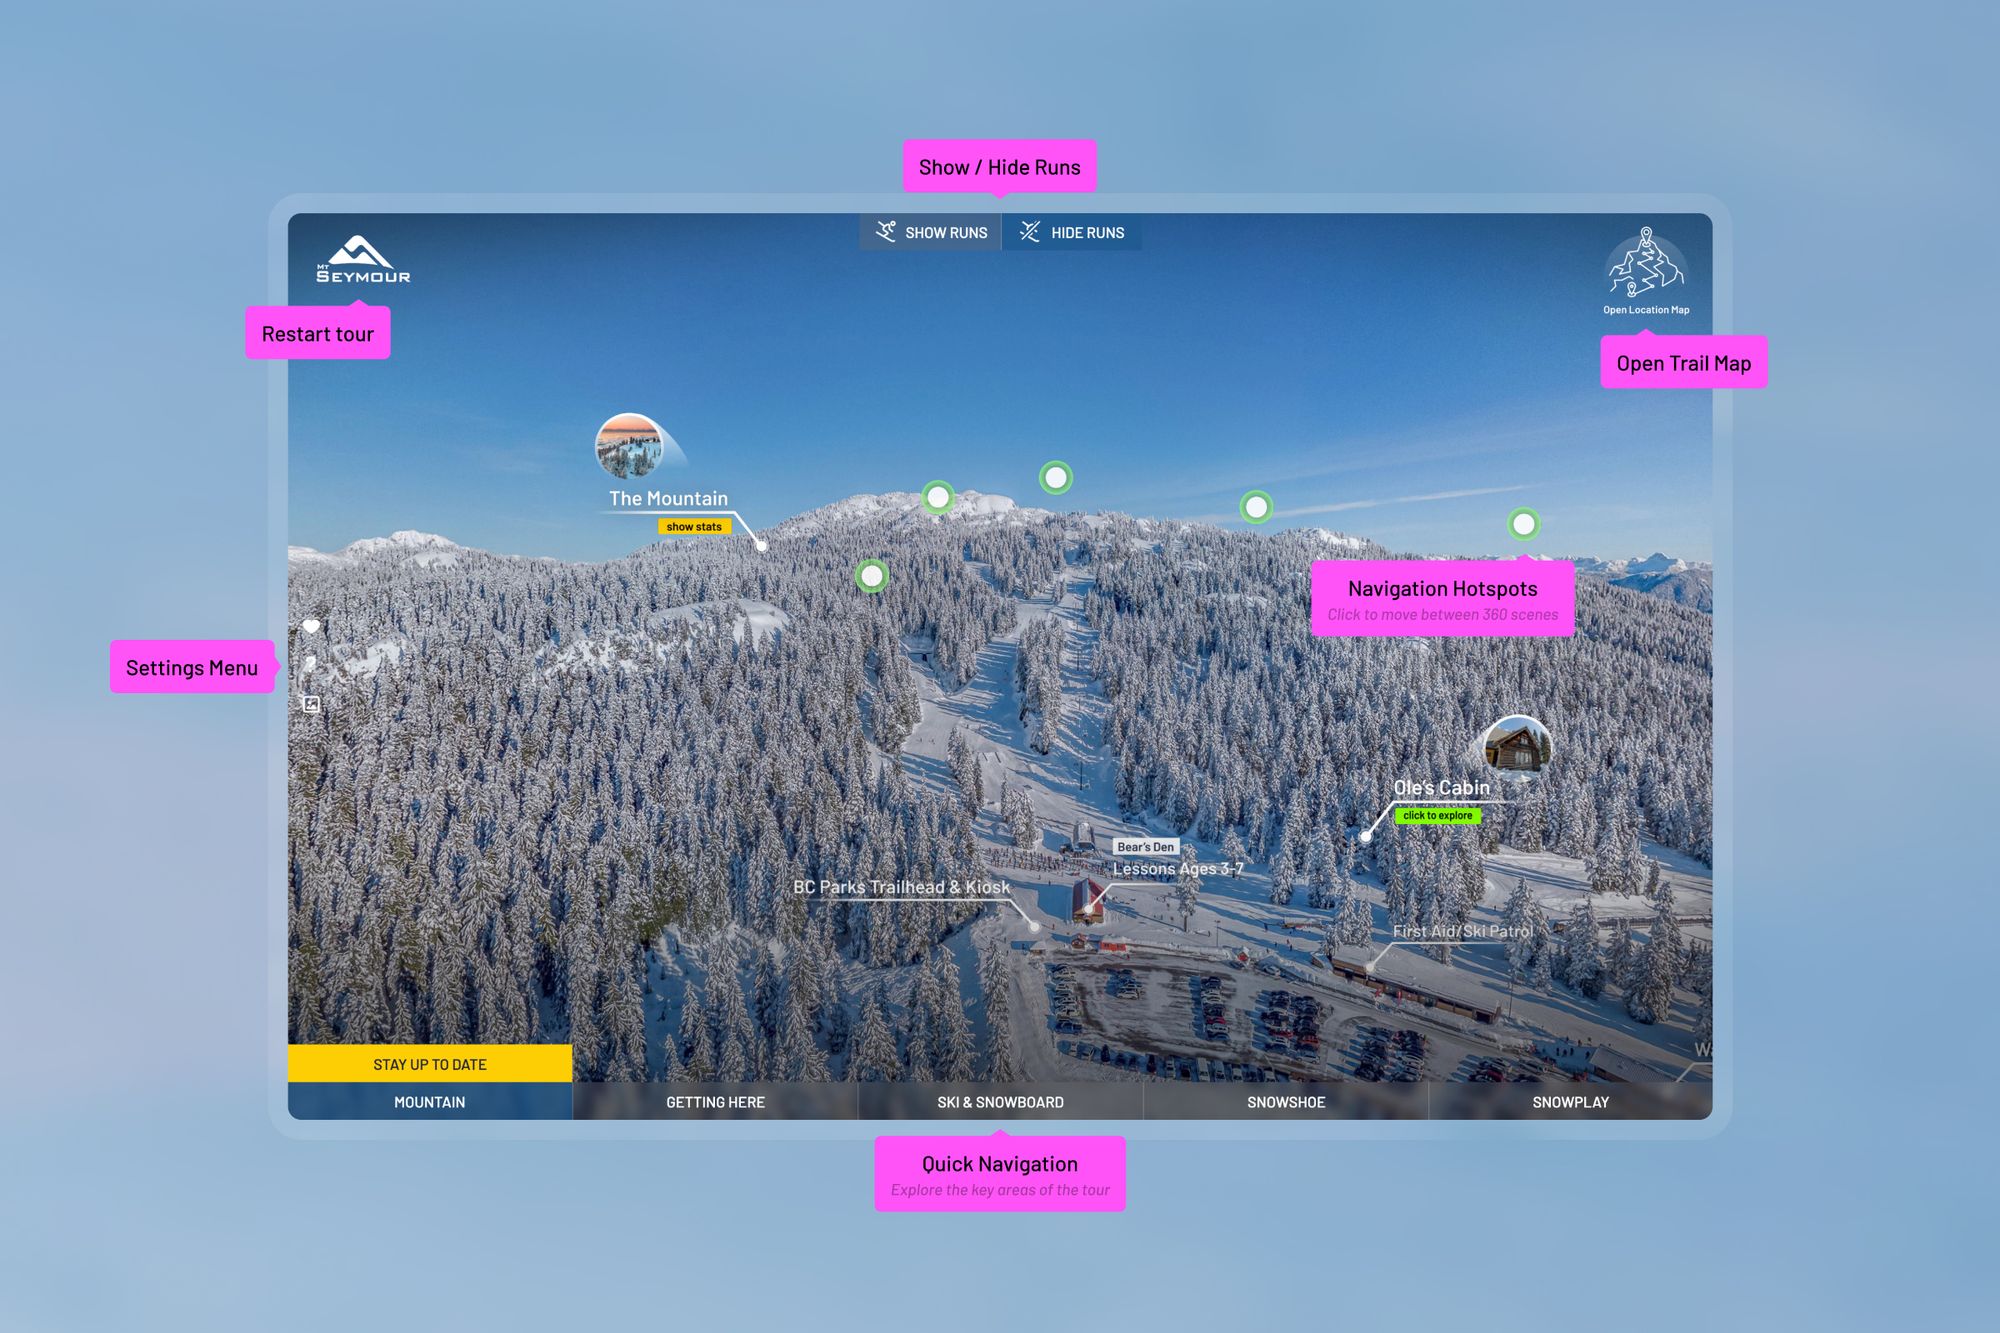 Show / Hide Runs
SHOW RUNS
HIDE RUNS
MT
SEYMOUR
Open Location Map
Restart tour
Open Trail Map
The Mountain
show stats
Navigation Hotspots
Click to move between 360 scenes
Settings Menu
Ole's Cabin
click to explore
Bear's Den
Lessons Ages 3-7
BC Parks Trailhead & Kiosk
First Aid/Ski Patrol
STAY UP TO DATE
MOUNTAIN
GETTING HERE
SKI & SNOWBOARD
SNOWSHOE
SNOWPLAY
Quick Navigation
Explore the key areas of the tour